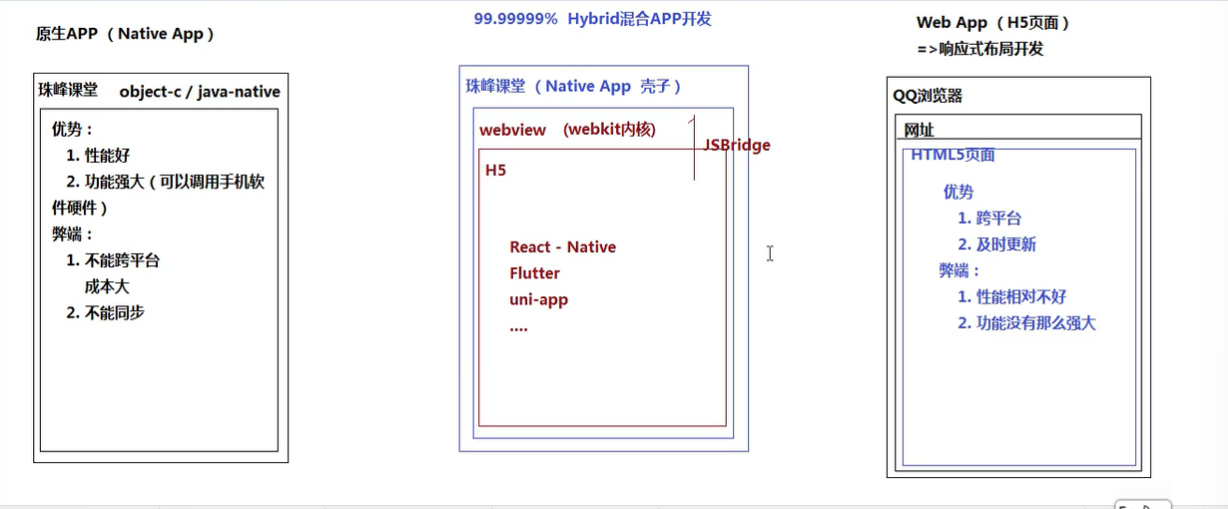 原生APP（Native App）
珠峰课堂 object-c / java-native
优势：
1. 性能好
2. 功能强大（可以调用手机软
件硬件）
弊端：
1. 不能跨平台
成本大
2. 不能同步
99.99999% Hybrid混合APP开发
珠峰课堂（Native App 壳子）
webview (webkit内核)
JSBridge
H5
React - Native
Flutter
uni-app
....
Web App（H5页面）
=>响应式布局开发
QQ浏览器
网址
HTML5页面
优势
1. 跨平台
2. 及时更新
弊端：
1. 性能相对不好
2. 功能没有那么强大